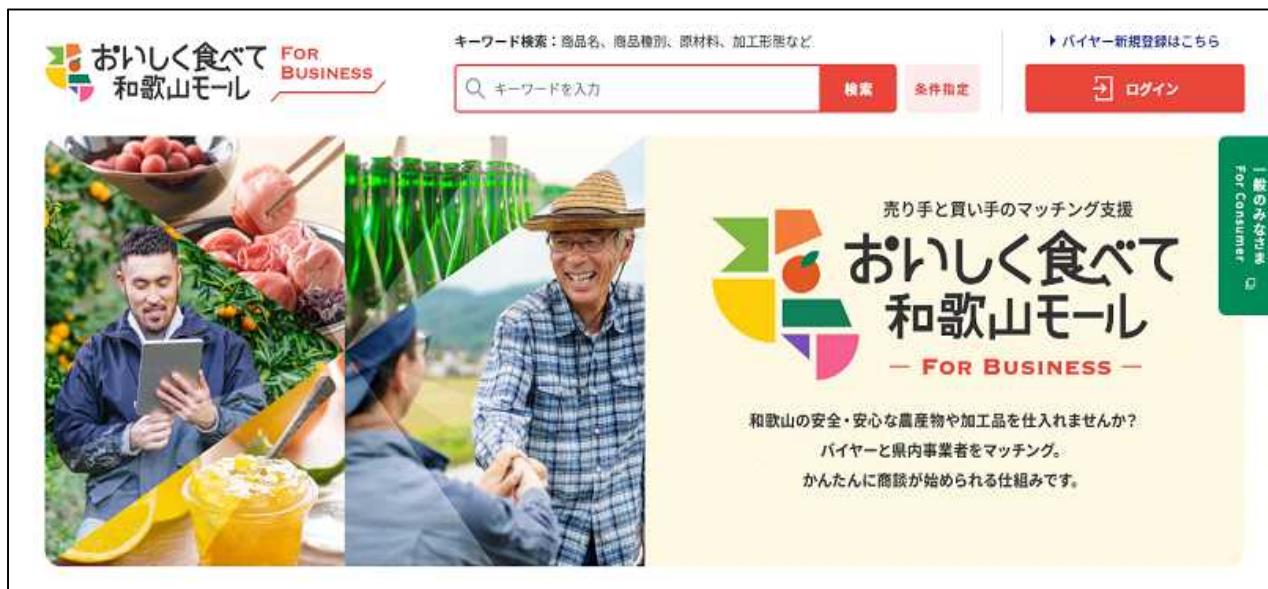 おいしく食べて
和歌山モール
FOR
BUSINESS
キーワード検索：商品名、商品種別、原材料、加工形態など
キーワードを入力
検索
条件指定
バイヤー新規登録はこちら
ログイン
一般のみなさま
For Consumer
売り手と買い手のマッチング支援
おいしく食べて
和歌山モール
FOR BUSINESS
和歌山の安全・安心な農産物や加工品を仕入れませんか？
バイヤーと県内事業者をマッチング。
かんたんに商談が始められる仕組みです。